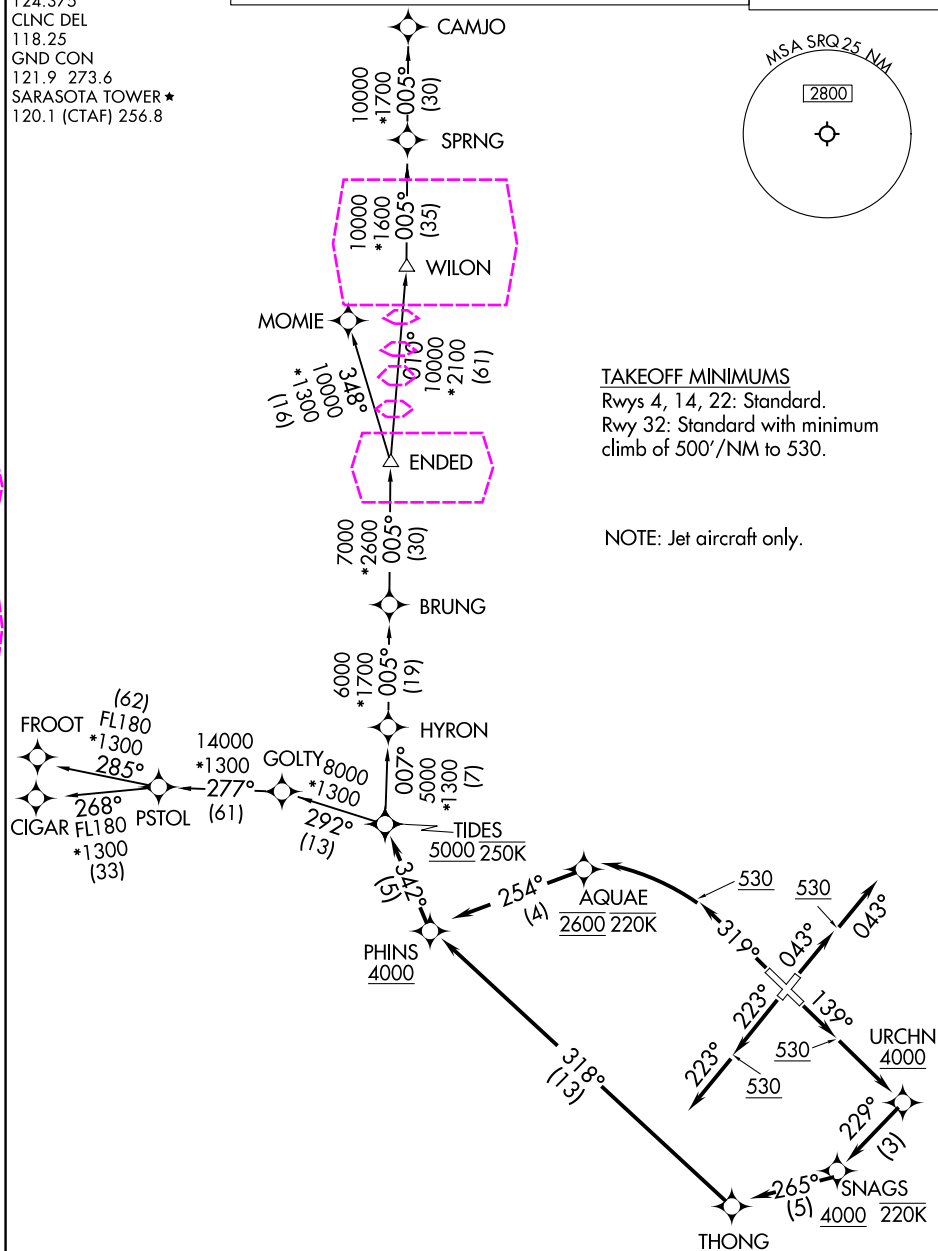 124.375
CLNC DEL
118.25
GND CON
121.9 273.6
SARASOTA TOWER ★
120.1 (CTAF) 256.8
CAMJO
10000
*1700
005°
(30)
SPRNG
MSA SRQ 25 NM
2800
10000
*1600
005°
(35)
WILON
MOMIE
348°
10000
*1300
(16)
010°
10000
*2100
(61)
TAKEOFF MINIMUMS
Rwys 4, 14, 22: Standard.
Rwy 32: Standard with minimum
climb of 500'/NM to 530.
ENDED
NOTE: Jet aircraft only.
7000
*2600
005°
(30)
BRUNG
6000
*1700
005°
(19)
HYRON
007°
5000
*1300
(7)
FROOT
(62)
FL180
*1300
285°
14000
*1300
277°
(61)
GOLTY
8000
*1300
292°
(13)
CIGAR
268°
FL180
*1300
(33)
PSTOL
TIDES
5000 250K
342°
(5)
254°
(4)
AQUAE
2600 220K
530
530
319°
043°
043°
PHINS
4000
223°
223°
530
139°
530
URCHN
4000
318°
(13)
229°
(3)
265°
(5)
SNAGS
4000 220K
THONG